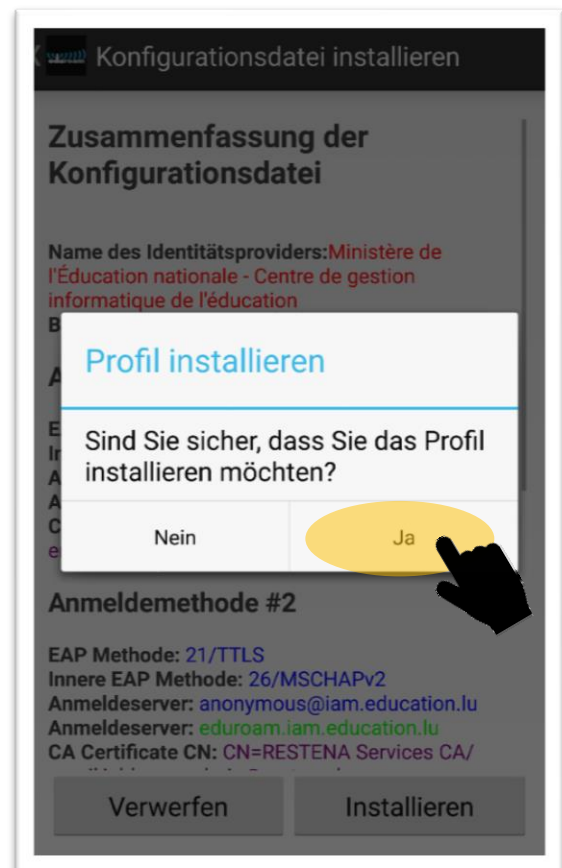 Konfigurationsdatei installieren
Zusammenfassung der
Konfigurationsdatei
Name des Identitätsproviders:Ministère de
l'Éducation nationale - Centre de gestion
informatique de l'éducation
Profil installieren
Sind Sie sicher, dass Sie das Profil
installieren möchten?
Nein Ja
Anmeldemethode #2
EAP Methode: 21/TTLS
Innere EAP Methode: 26/MSCHAPv2
Anmeldeserver: anonymous@iam.education.lu
Anmeldeserver: eduroam.iam.education.lu
CA Certificate CN: CN=RESTENA Services CA/
Verwerfen Installieren